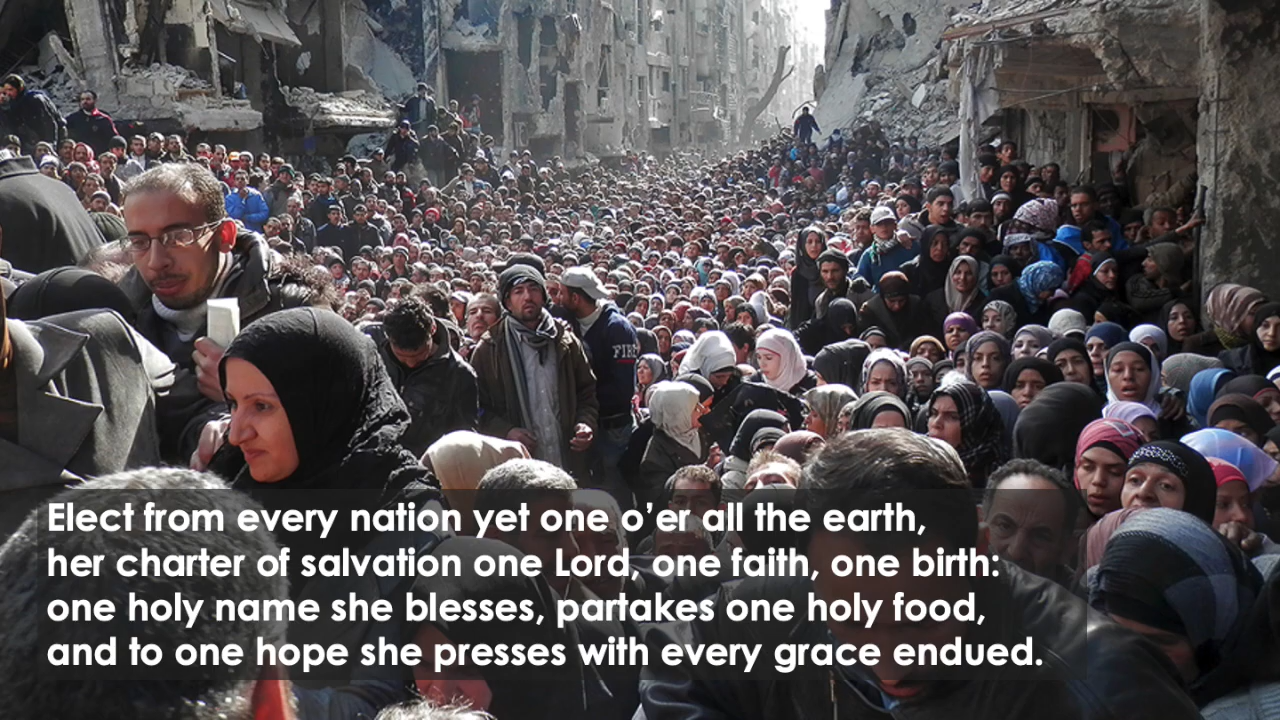 FIRE
Elect from every nation yet one o’er all the earth,
her charter of salvation one Lord, one faith, one birth:
one holy name she blesses, partakes one holy food,
and to one hope she presses with every grace endued.